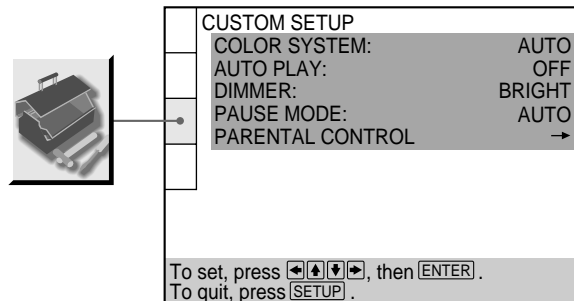 CUSTOM SETUP
COLOR SYSTEM: AUTO
AUTO PLAY: OFF
DIMMER: BRIGHT
PAUSE MODE: AUTO
PARENTAL CONTROL →
To set, press ←↑↓→, then ENTER.
To quit, press SETUP.